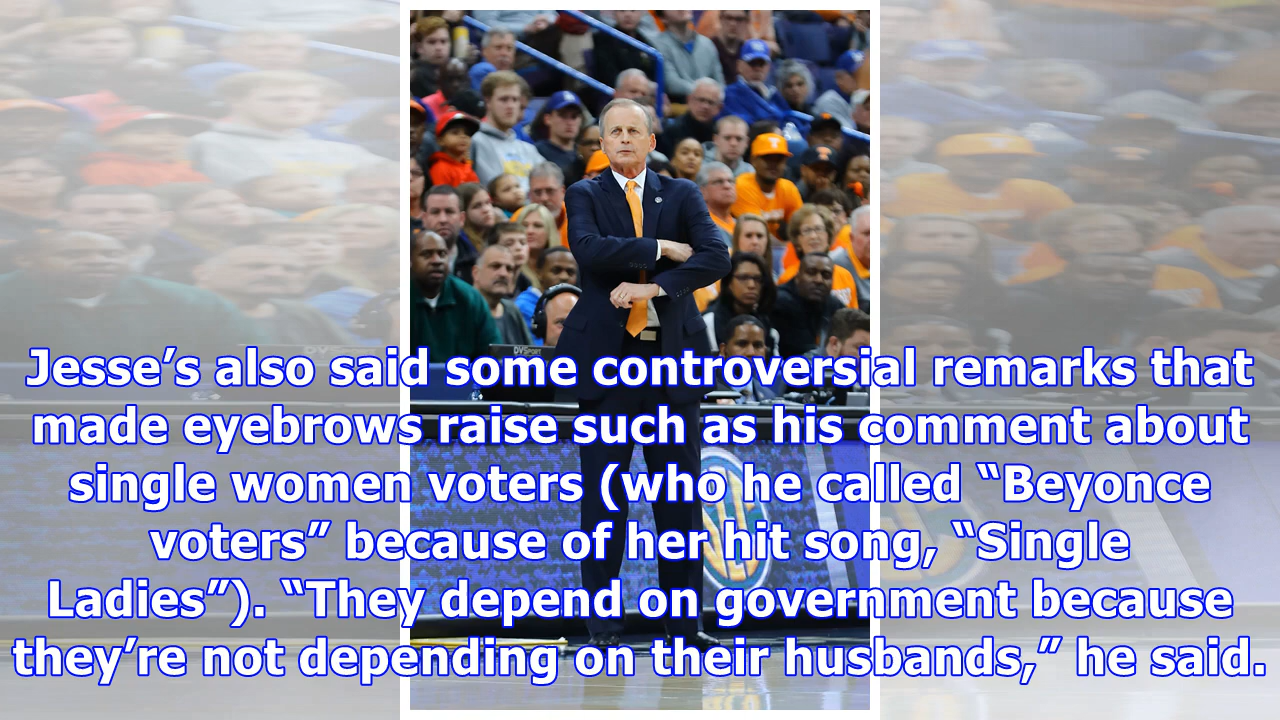 DVSPORT
Jesse’s also said some controversial remarks that
made eyebrows raise such as his comment about
single women voters (who he called “Beyonce
voters” because of her hit song, “Single
Ladies”). “They depend on government because
they’re not depending on their husbands,” he said.